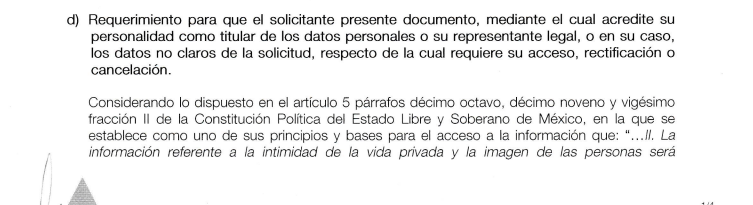 d) Requerimiento para que el solicitante presente documento, mediante el cual acredite su
personalidad como titular de los datos personales o su representante legal, o en su caso,
los datos no claros de la solicitud, respecto de la cual requiere su acceso, rectificación o
cancelación.
Considerando lo dispuesto en el artículo 5 párrafos décimo octavo, décimo noveno y vigésimo
fracción II de la Constitución Política del Estado Libre y Soberano de México, en la que se
establece como uno de sus principios y bases para el acceso a la información que: “…II. La
información referente a la intimidad de la vida privada y la imagen de las personas será